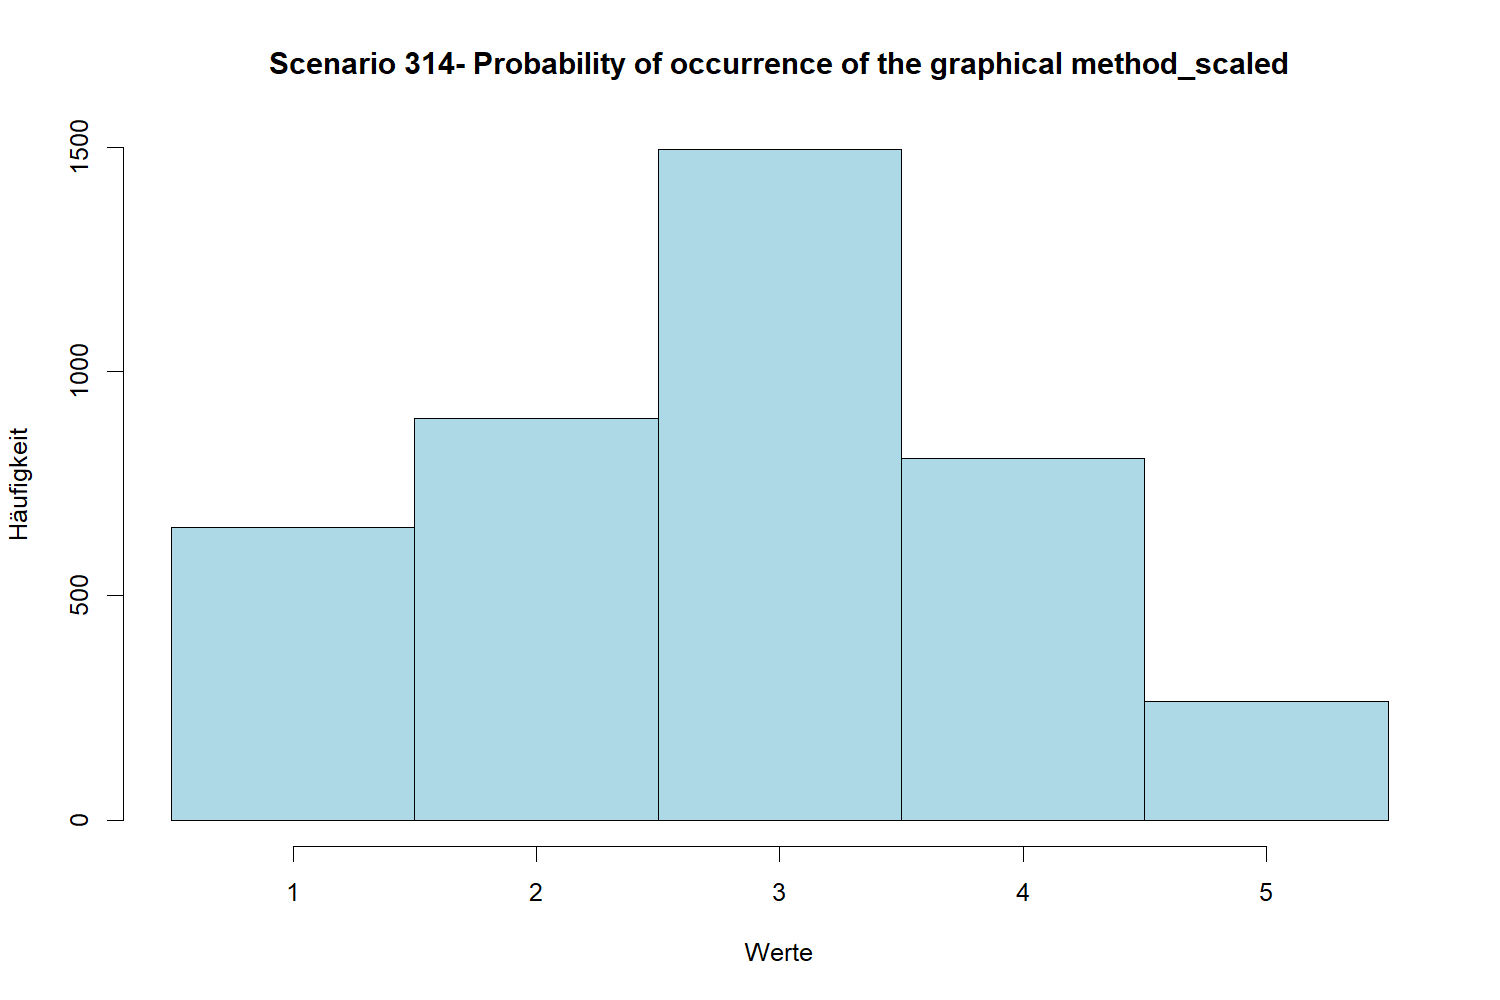 Scenario 314- Probability of occurrence of the graphical method_scaled
Häufigkeit
1500
1000
500
0
1 2 3 4 5
Werte